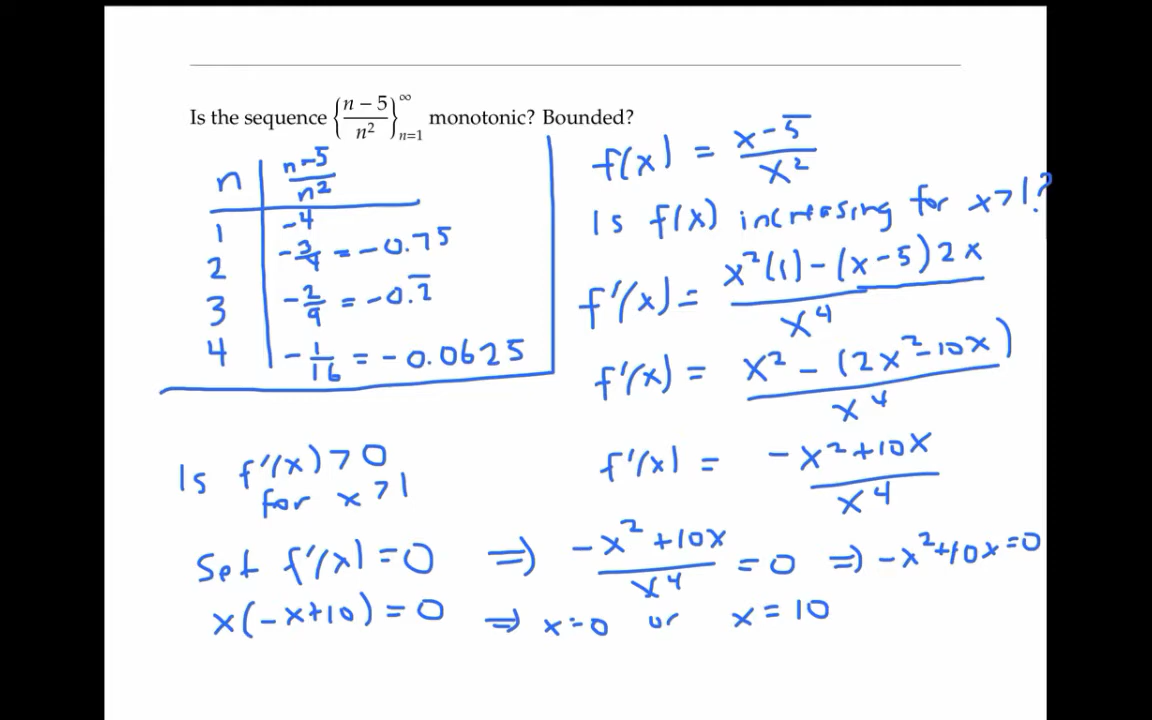 Is the sequence {(n − 5)/n²}_{n=1}^∞ monotonic? Bounded?
n | (n-5)/n²
1 | -4
2 | -3/4 = -0.75
3 | -2/9 = -0.2̅
4 | -1/16 = -0.0625
f(x) = (x-5)/x²
Is f(x) increasing for x>1?
f'(x) = (x²(1) - (x-5)2x)/x⁴
f'(x) = (x² - (2x²-10x))/x⁴
f'(x) = (-x²+10x)/x⁴
Is f'(x)>0
for x>1
Set f'(x)=0 ⇒ (-x²+10x)/x⁴ = 0 ⇒ -x²+10x=0
x(-x+10)=0 ⇒ x=0 or x=10